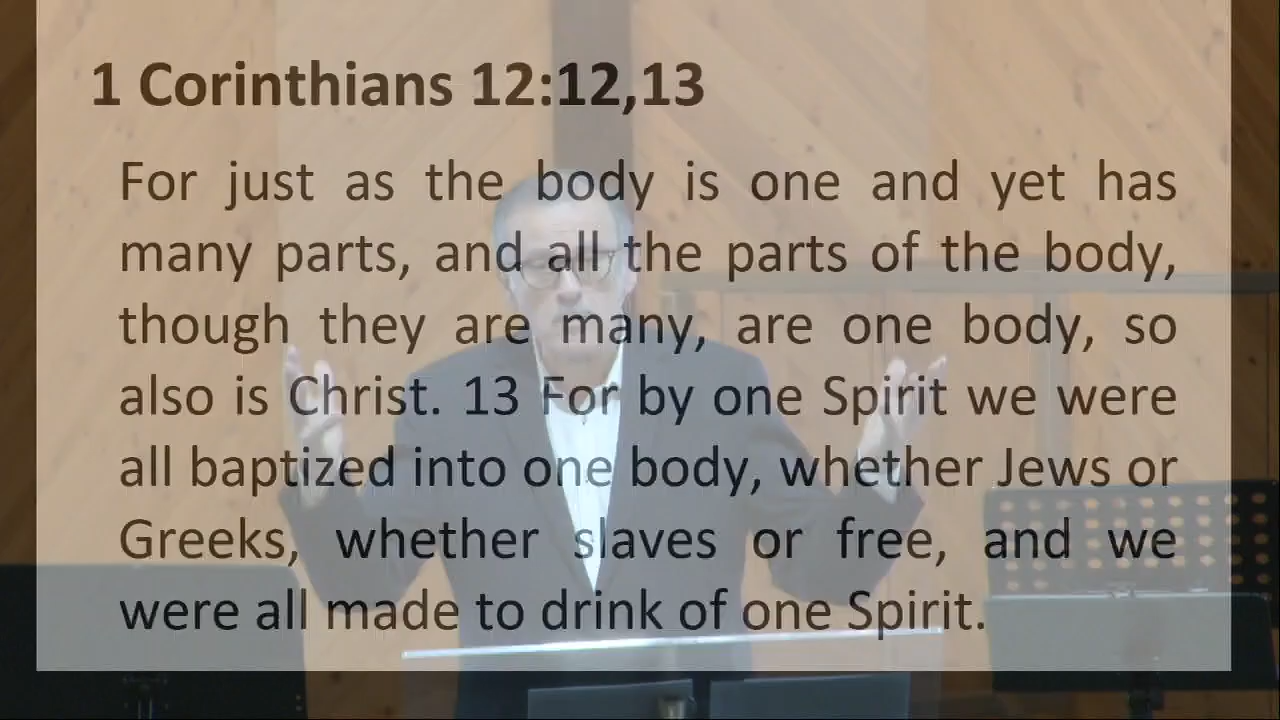 1 Corinthians 12:12,13
For just as the body is one and yet has
many parts, and all the parts of the body,
though they are many, are one body, so
also is Christ. 13 For by one Spirit we were
all baptized into one body, whether Jews or
Greeks, whether slaves or free, and we
were all made to drink of one Spirit.